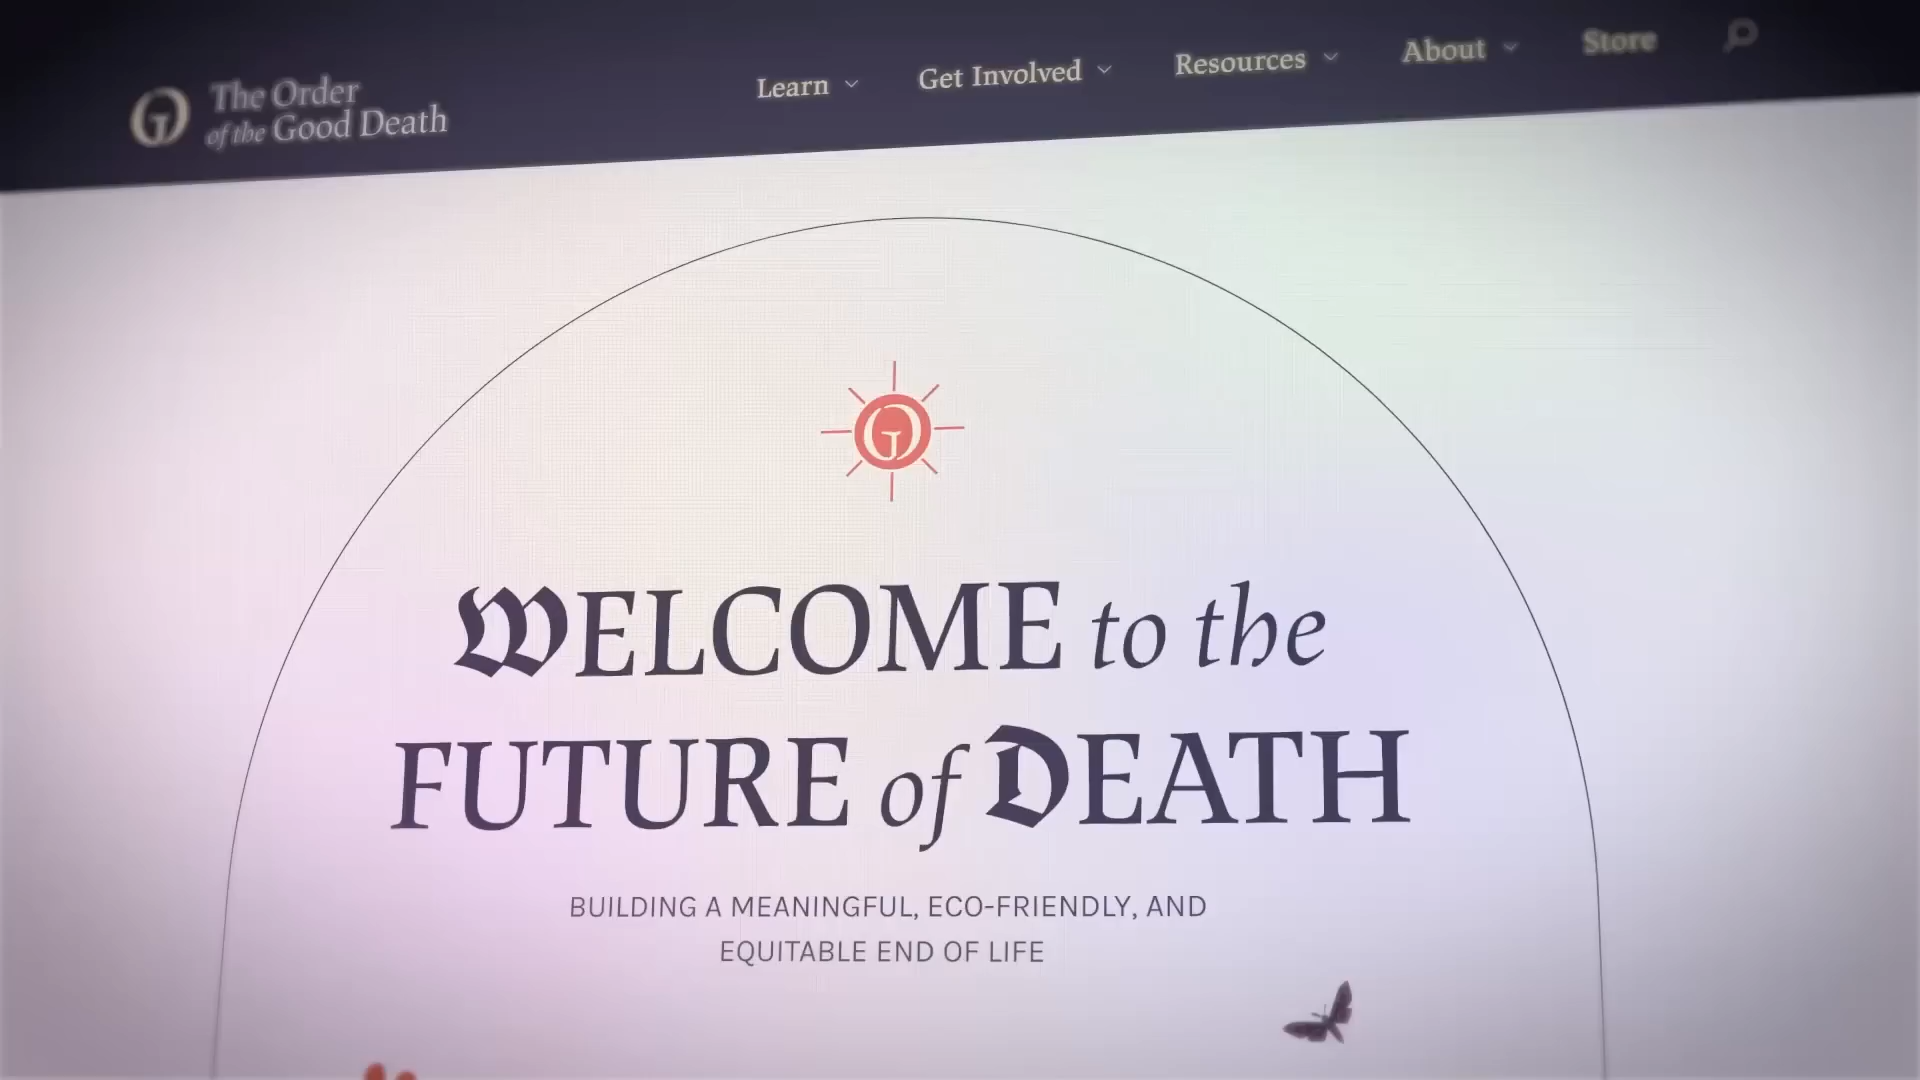 The Order
of the Good Death
Learn
Get Involved
Resources
About
Store
WELCOME to the
FUTURE of DEATH
BUILDING A MEANINGFUL, ECO-FRIENDLY, AND
EQUITABLE END OF LIFE